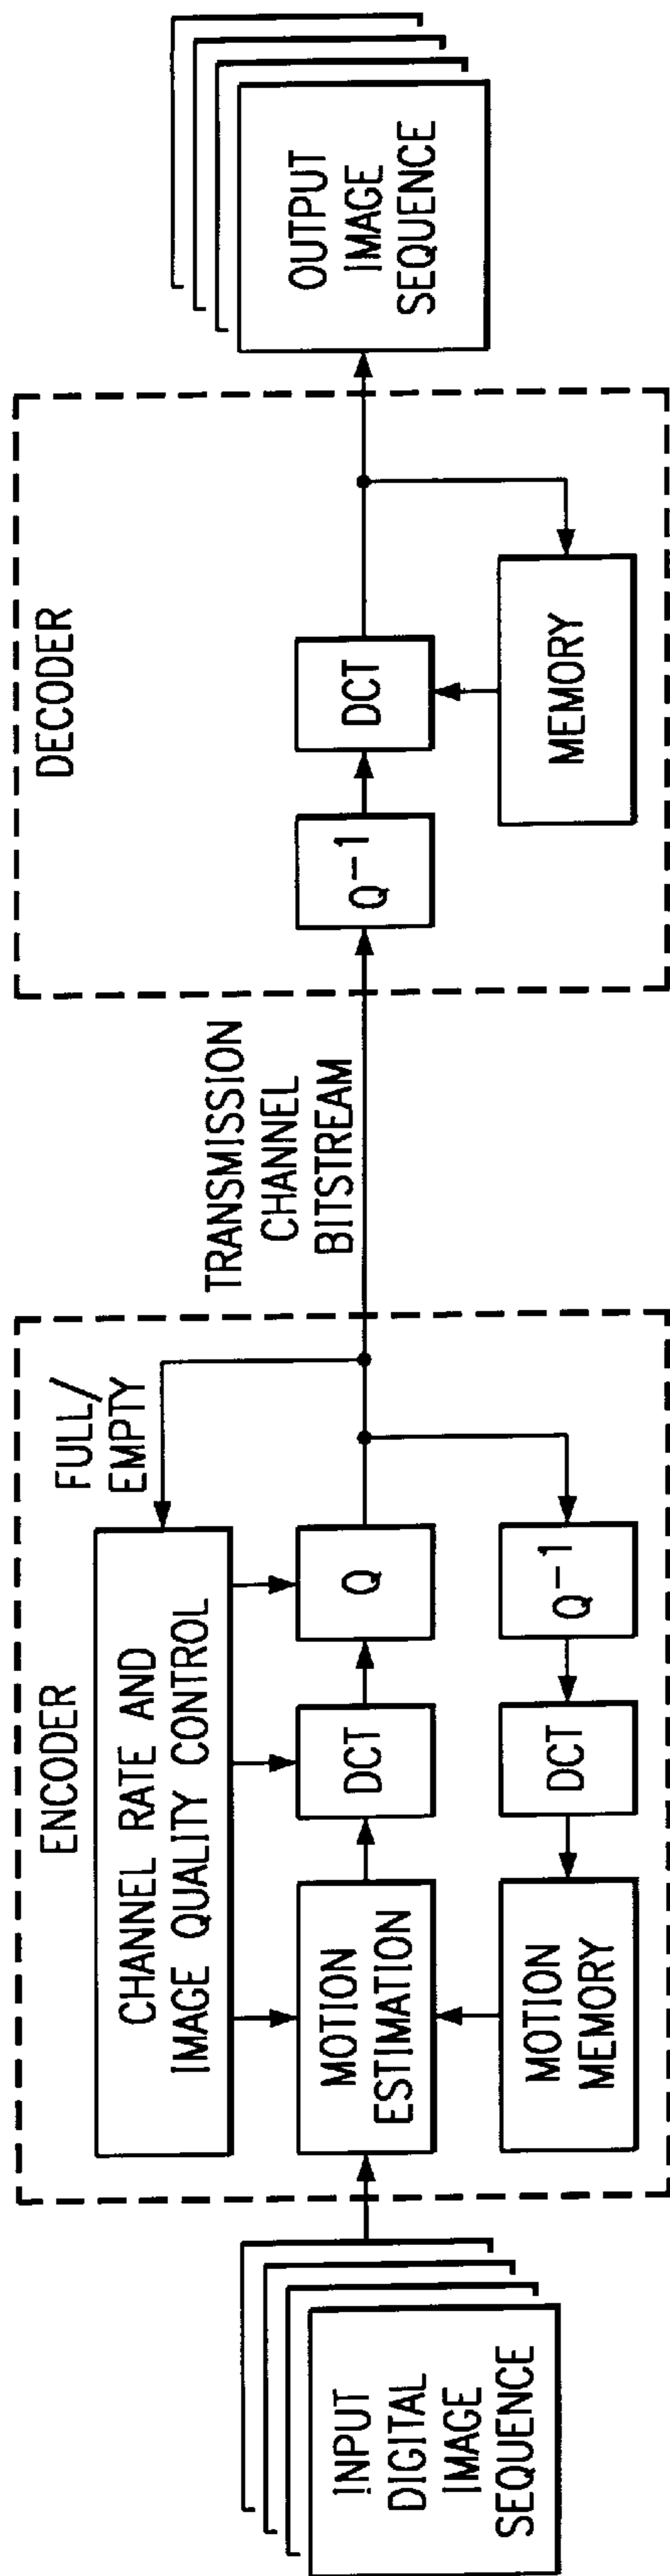 INPUT
DIGITAL
IMAGE
SEQUENCE
ENCODER
CHANNEL RATE AND
IMAGE QUALITY CONTROL
FULL/
EMPTY
MOTION
ESTIMATION
DCT
Q
MOTION
MEMORY
DCT
Q⁻¹
TRANSMISSION
CHANNEL
BITSTREAM
DECODER
Q⁻¹
DCT
MEMORY
OUTPUT
IMAGE
SEQUENCE